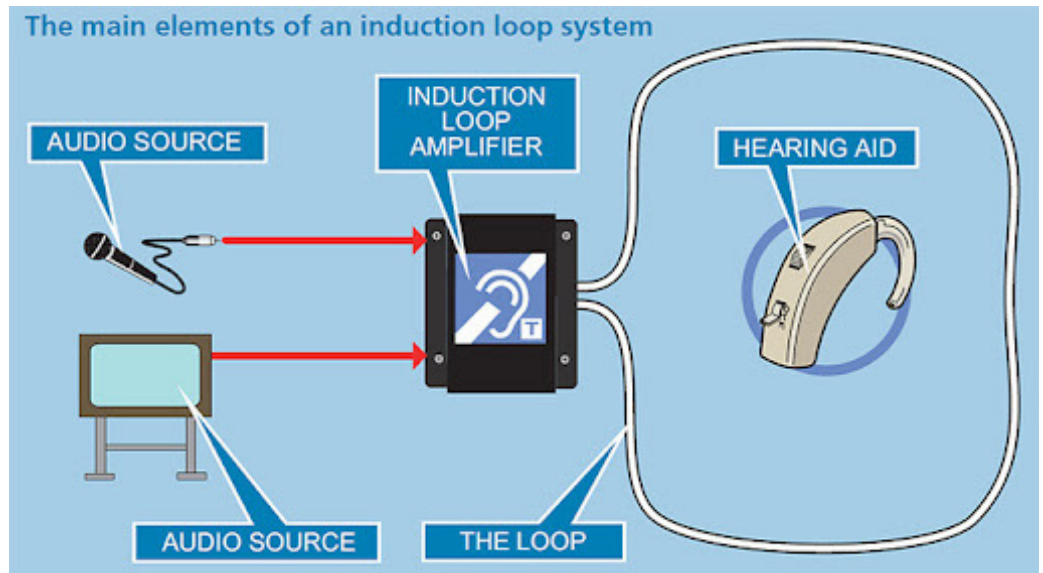 The main elements of an induction loop system
AUDIO SOURCE
INDUCTION
LOOP
AMPLIFIER
HEARING AID
T
AUDIO SOURCE
THE LOOP